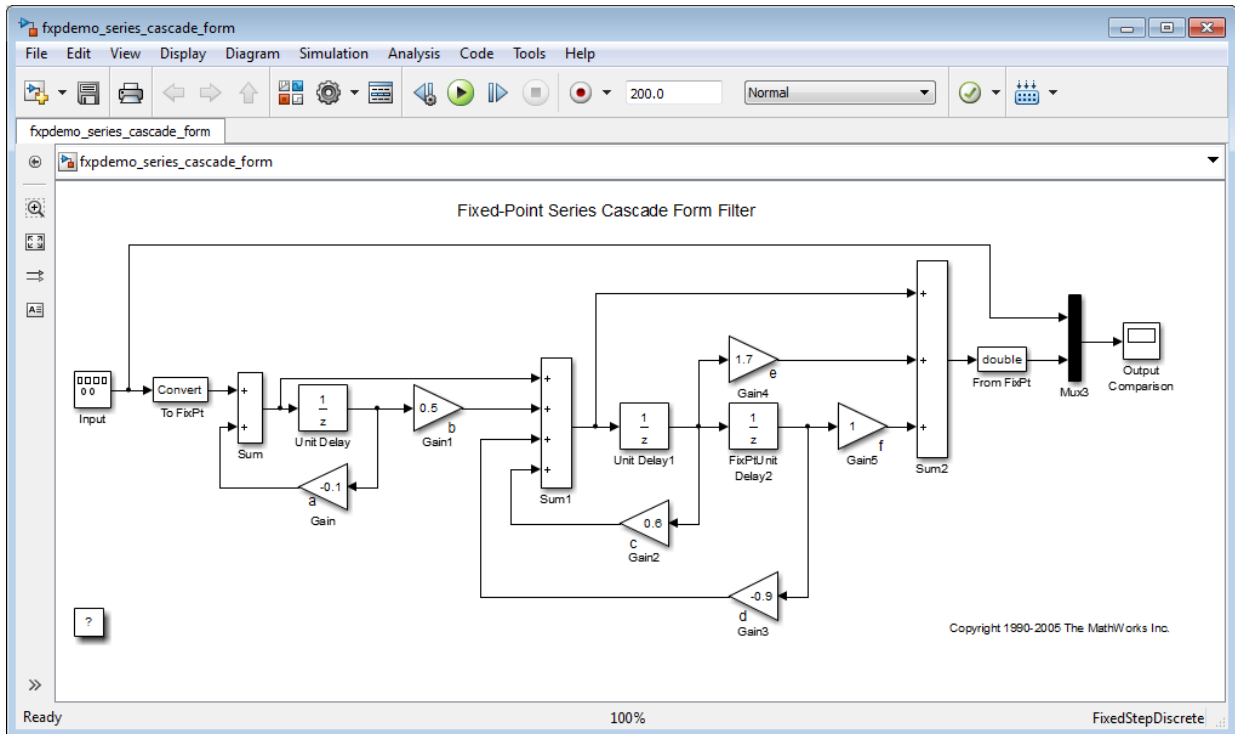 fxpdemo_series_cascade_form
File Edit View Display Diagram Simulation Analysis Code Tools Help
200.0 Normal
fxpdemo_series_cascade_form
fxpdemo_series_cascade_form
Fixed-Point Series Cascade Form Filter
+
1.7
e
Gain4
+
double
From FixPt
Mux3
Output
Comparison
Input
Convert
To FixPt
+
+
Sum
1
z
Unit Delay
0.5
b
Gain1
+
+
+
+
Sum1
1
z
Unit Delay1
1
z
FixPtUnit
Delay2
1
f
Gain5
+
Sum2
-0.1
a
Gain
0.6
c
Gain2
-0.9
d
Gain3
?
Copyright 1990-2005 The MathWorks Inc.
Ready 100% FixedStepDiscrete